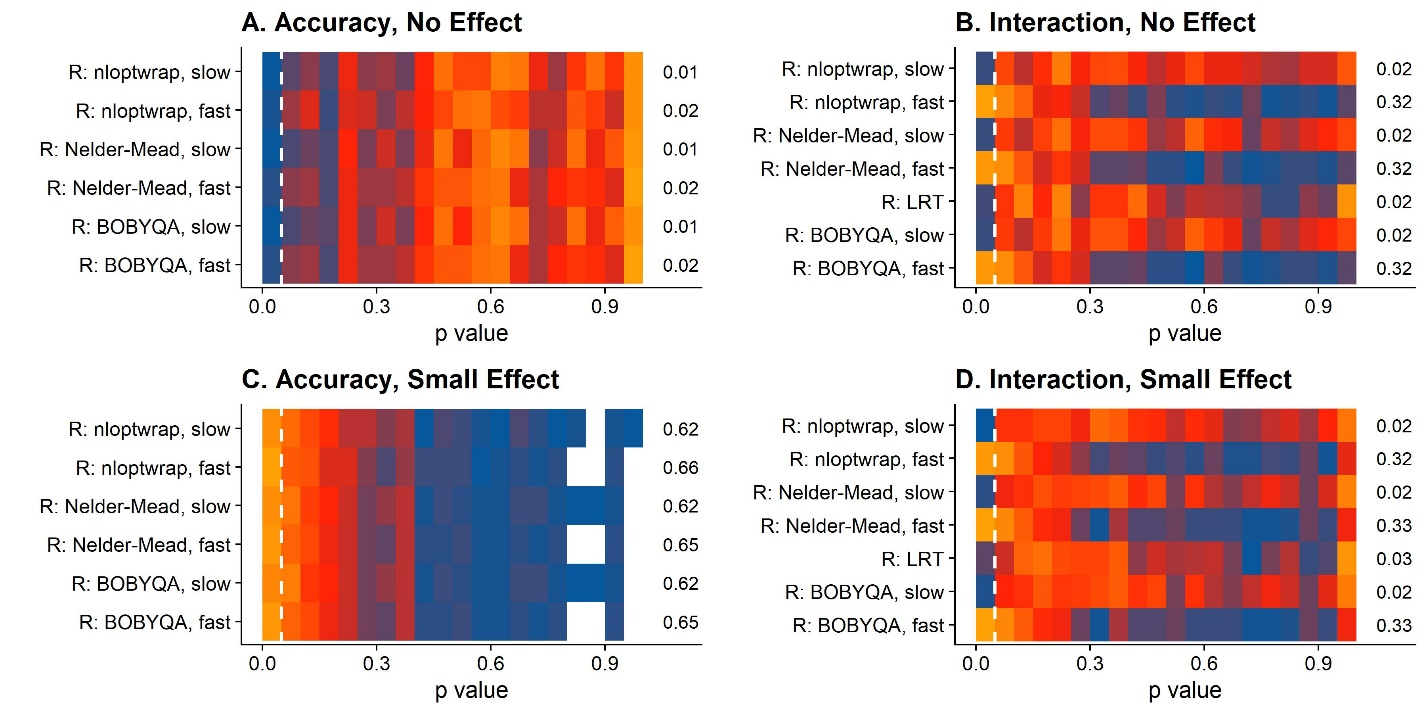 A. Accuracy, No Effect
R: nloptwrap, slow
0.01
R: nloptwrap, fast
0.02
R: Nelder-Mead, slow
0.01
R: Nelder-Mead, fast
0.02
R: BOBYQA, slow
0.01
R: BOBYQA, fast
0.02
0.0 0.3 0.6 0.9
p value
B. Interaction, No Effect
R: nloptwrap, slow
0.02
R: nloptwrap, fast
0.32
R: Nelder-Mead, slow
0.02
R: Nelder-Mead, fast
0.32
R: LRT
0.02
R: BOBYQA, slow
0.02
R: BOBYQA, fast
0.32
0.0 0.3 0.6 0.9
p value
C. Accuracy, Small Effect
R: nloptwrap, slow
0.62
R: nloptwrap, fast
0.66
R: Nelder-Mead, slow
0.62
R: Nelder-Mead, fast
0.65
R: BOBYQA, slow
0.62
R: BOBYQA, fast
0.65
0.0 0.3 0.6 0.9
p value
D. Interaction, Small Effect
R: nloptwrap, slow
0.02
R: nloptwrap, fast
0.32
R: Nelder-Mead, slow
0.02
R: Nelder-Mead, fast
0.33
R: LRT
0.03
R: BOBYQA, slow
0.02
R: BOBYQA, fast
0.33
0.0 0.3 0.6 0.9
p value